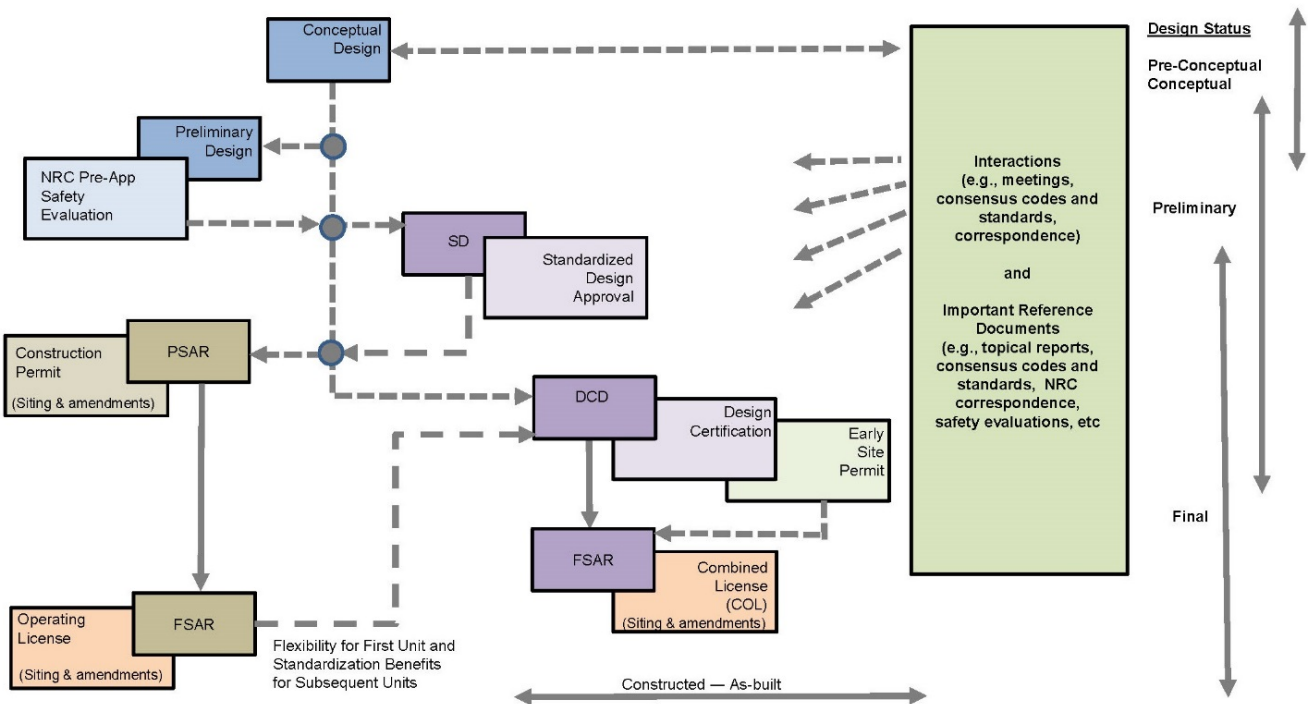 Conceptual
Design
Design Status
Pre-Conceptual
Conceptual
Preliminary
Design
NRC Pre-App
Safety
Evaluation
Interactions
(e.g., meetings,
consensus codes and
standards,
correspondence)
and
Important Reference
Documents
(e.g., topical reports,
consensus codes and
standards, NRC
correspondence,
safety evaluations, etc
Preliminary
SD
Standardized
Design
Approval
Construction
Permit
(Siting & amendments)
PSAR
DCD
Design
Certification
Early
Site
Permit
Final
FSAR
Combined
License
(COL)
(Siting & amendments)
Operating
License
(Siting & amendments)
FSAR
Flexibility for First Unit and
Standardization Benefits
for Subsequent Units
Constructed — As-built